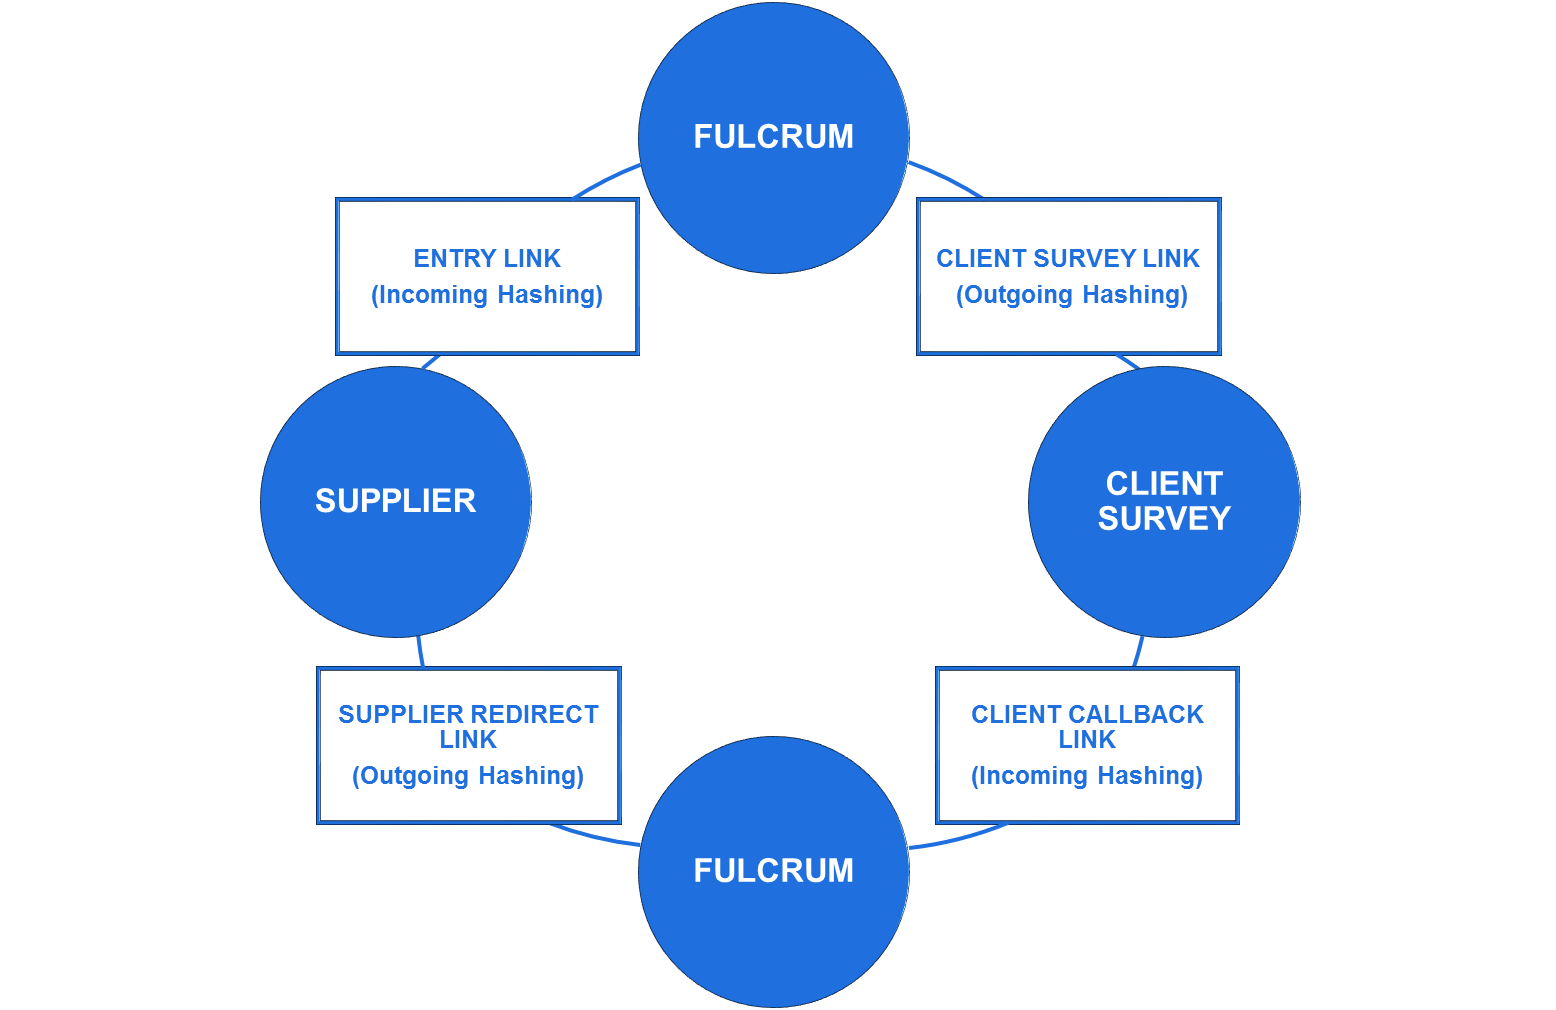 FULCRUM
ENTRY LINK
(Incoming Hashing)
CLIENT SURVEY LINK
(Outgoing Hashing)
SUPPLIER
CLIENT
SURVEY
SUPPLIER REDIRECT
LINK
(Outgoing Hashing)
CLIENT CALLBACK
LINK
(Incoming Hashing)
FULCRUM